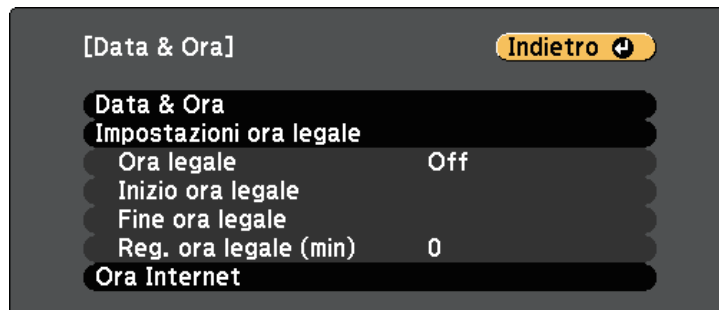 [Data & Ora] Indietro
Data & Ora
Impostazioni ora legale
Ora legale Off
Inizio ora legale
Fine ora legale
Reg. ora legale (min) 0
Ora Internet